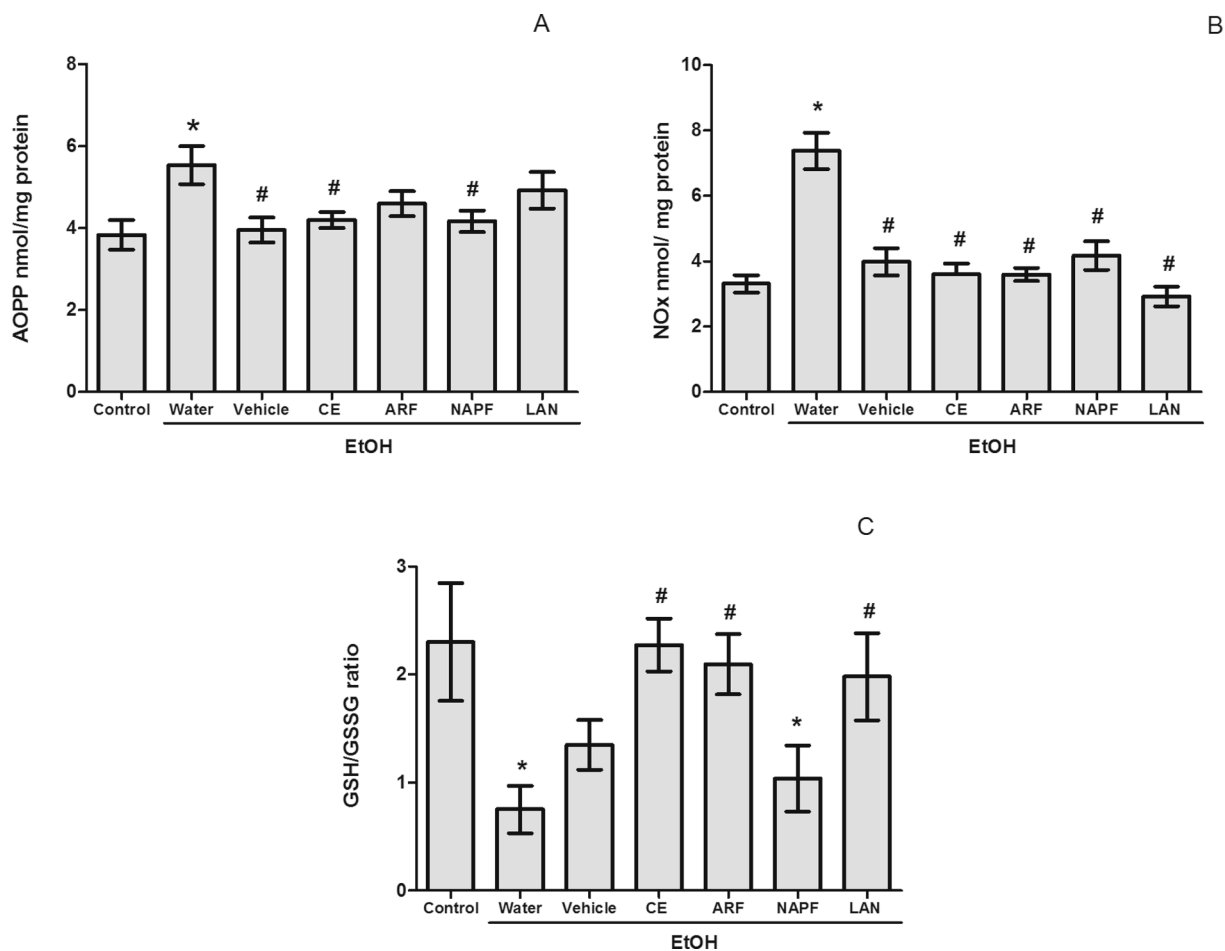 A
AOPP nmol/mg protein
8
6
4
2
0
*
#
#
#
Control Water Vehicle CE ARF NAPF LAN
EtOH
B
NOx nmol/ mg protein
10
8
6
4
2
0
*
#
#
#
#
#
Control Water Vehicle CE ARF NAPF LAN
EtOH
C
GSH/GSSG ratio
3
2
1
0
*
#
#
*
#
Control Water Vehicle CE ARF NAPF LAN
EtOH